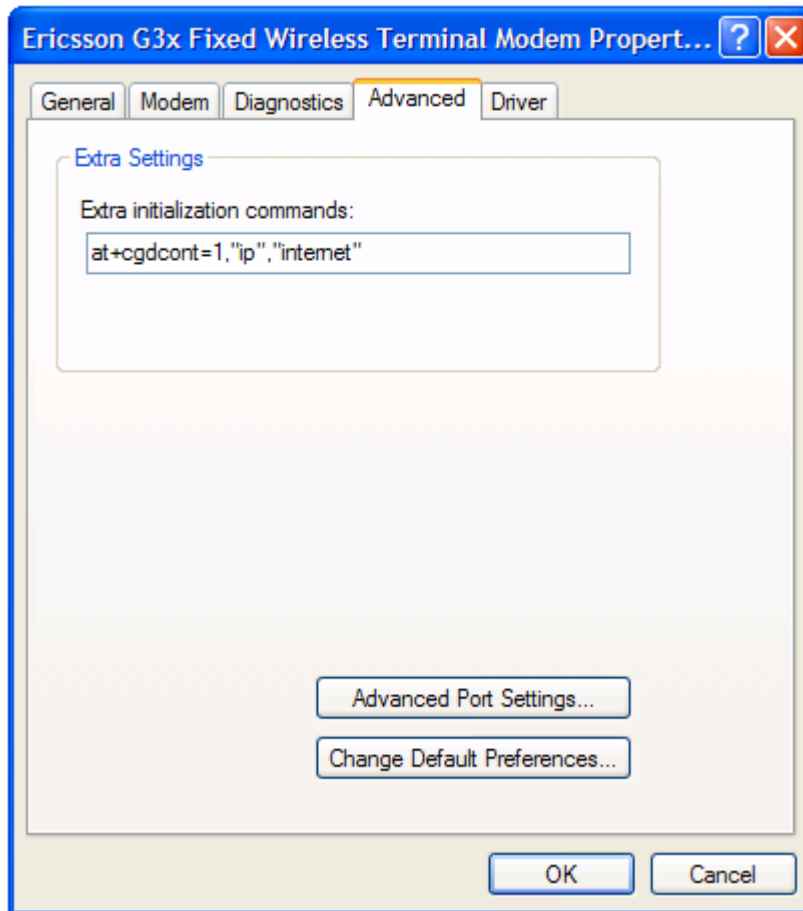 Ericsson G3x Fixed Wireless Terminal Modem Propert...
General Modem Diagnostics Advanced Driver
Extra Settings
Extra initialization commands:
at+cgdcont=1,"ip","internet"
Advanced Port Settings...
Change Default Preferences...
OK Cancel